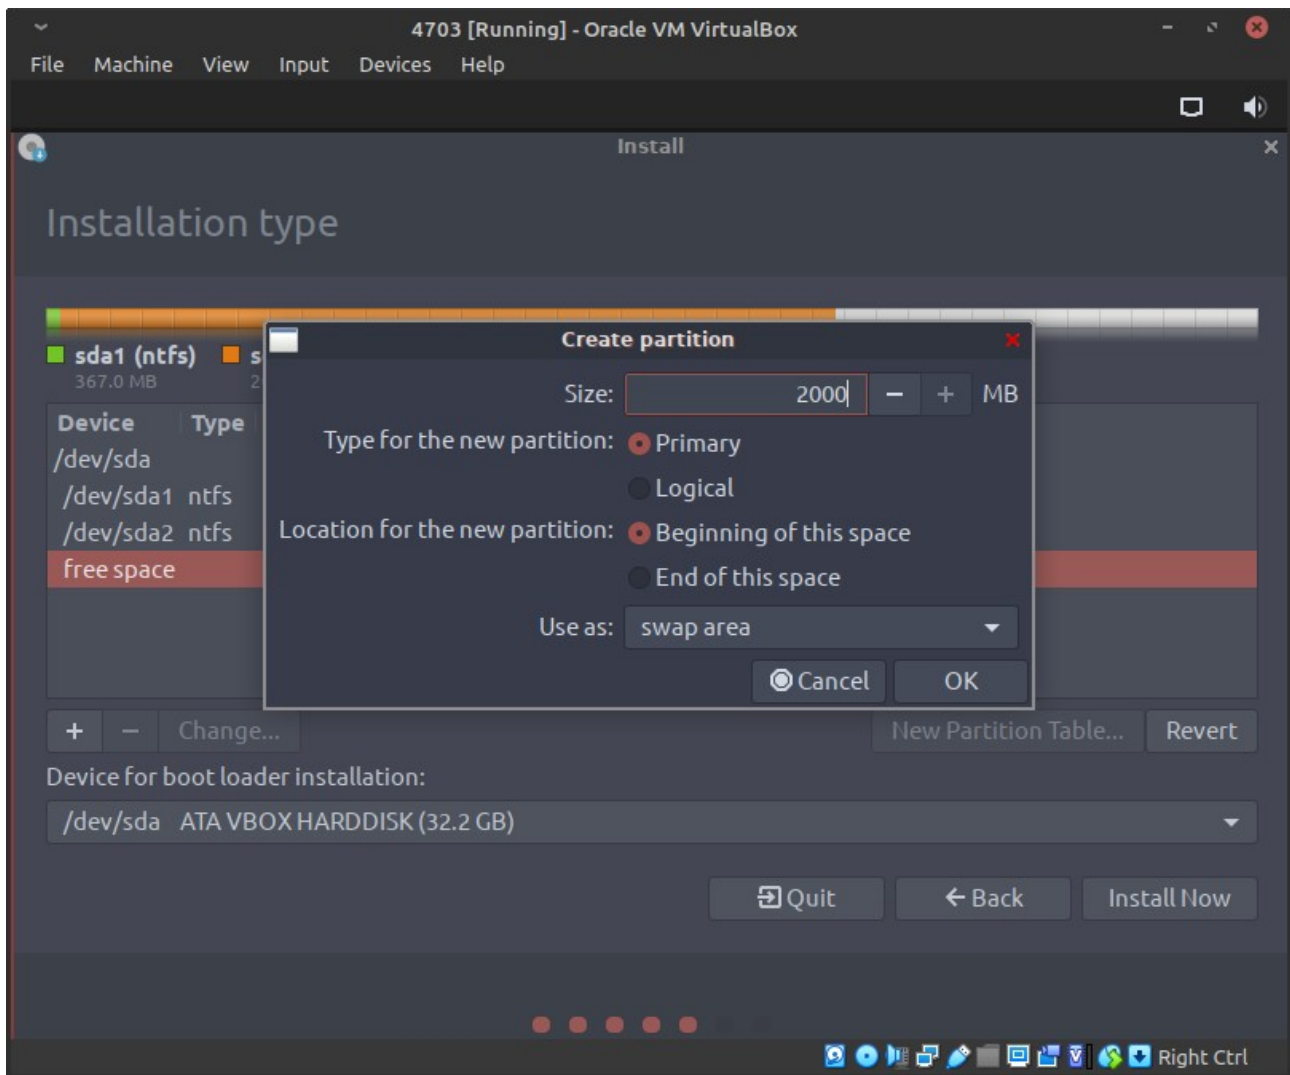 4703 [Running] - Oracle VM VirtualBox
File Machine View Input Devices Help
Install
Installation type
sda1 (ntfs) s
367.0 MB 2
Device Type
/dev/sda
/dev/sda1 ntfs
/dev/sda2 ntfs
free space
Create partition
Size: 2000 - + MB
Type for the new partition: Primary
Logical
Location for the new partition: Beginning of this space
End of this space
Use as: swap area
Cancel OK
+ - Change... New Partition Table... Revert
Device for boot loader installation:
/dev/sda ATA VBOX HARDDISK (32.2 GB)
Quit Back Install Now
Right Ctrl